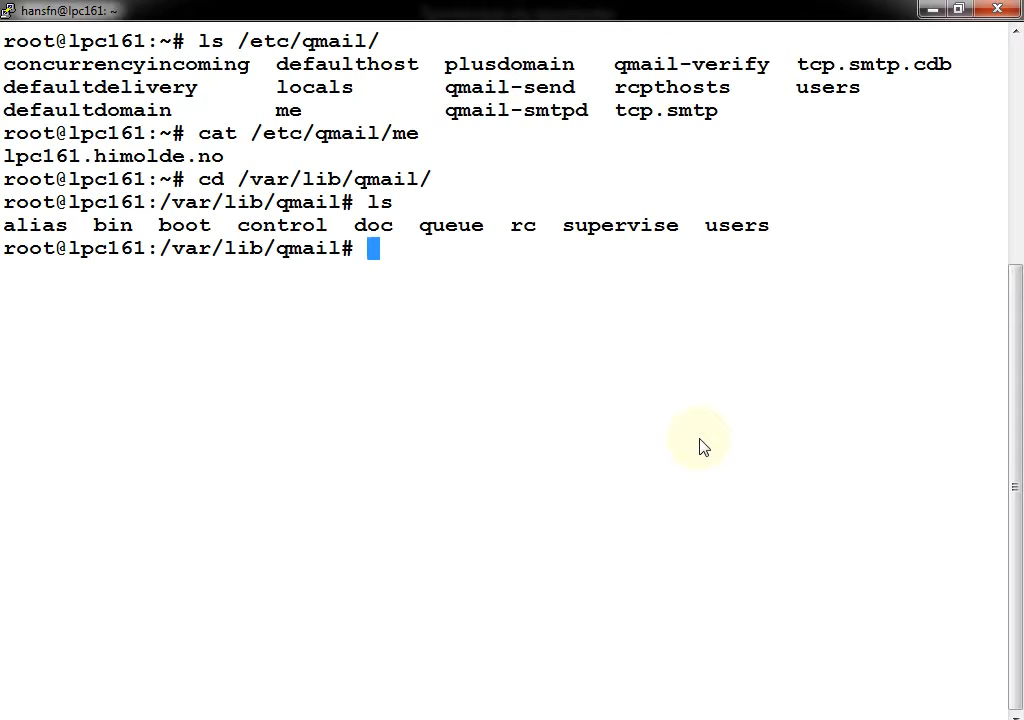 hansfn@lpc161: ~
root@lpc161:~# ls /etc/qmail/
concurrencyincoming  defaulthost  plusdomain   qmail-verify  tcp.smtp.cdb
defaultdelivery      locals       qmail-send   rcpthosts     users
defaultdomain        me           qmail-smtpd  tcp.smtp
root@lpc161:~# cat /etc/qmail/me
lpc161.himolde.no
root@lpc161:~# cd /var/lib/qmail/
root@lpc161:/var/lib/qmail# ls
alias  bin  boot  control  doc  queue  rc  supervise  users
root@lpc161:/var/lib/qmail#